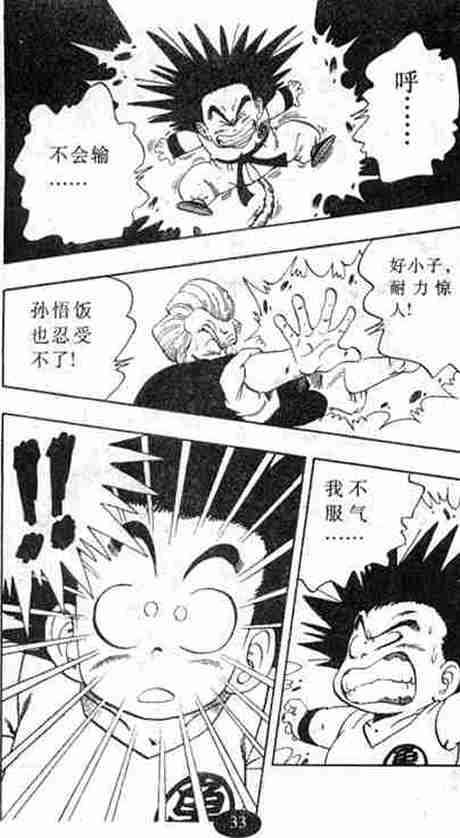 呼………
不会输
……
好小子，
耐力惊
人！
孙悟饭
也忍受
不了！
我不
服气
……
!!
33